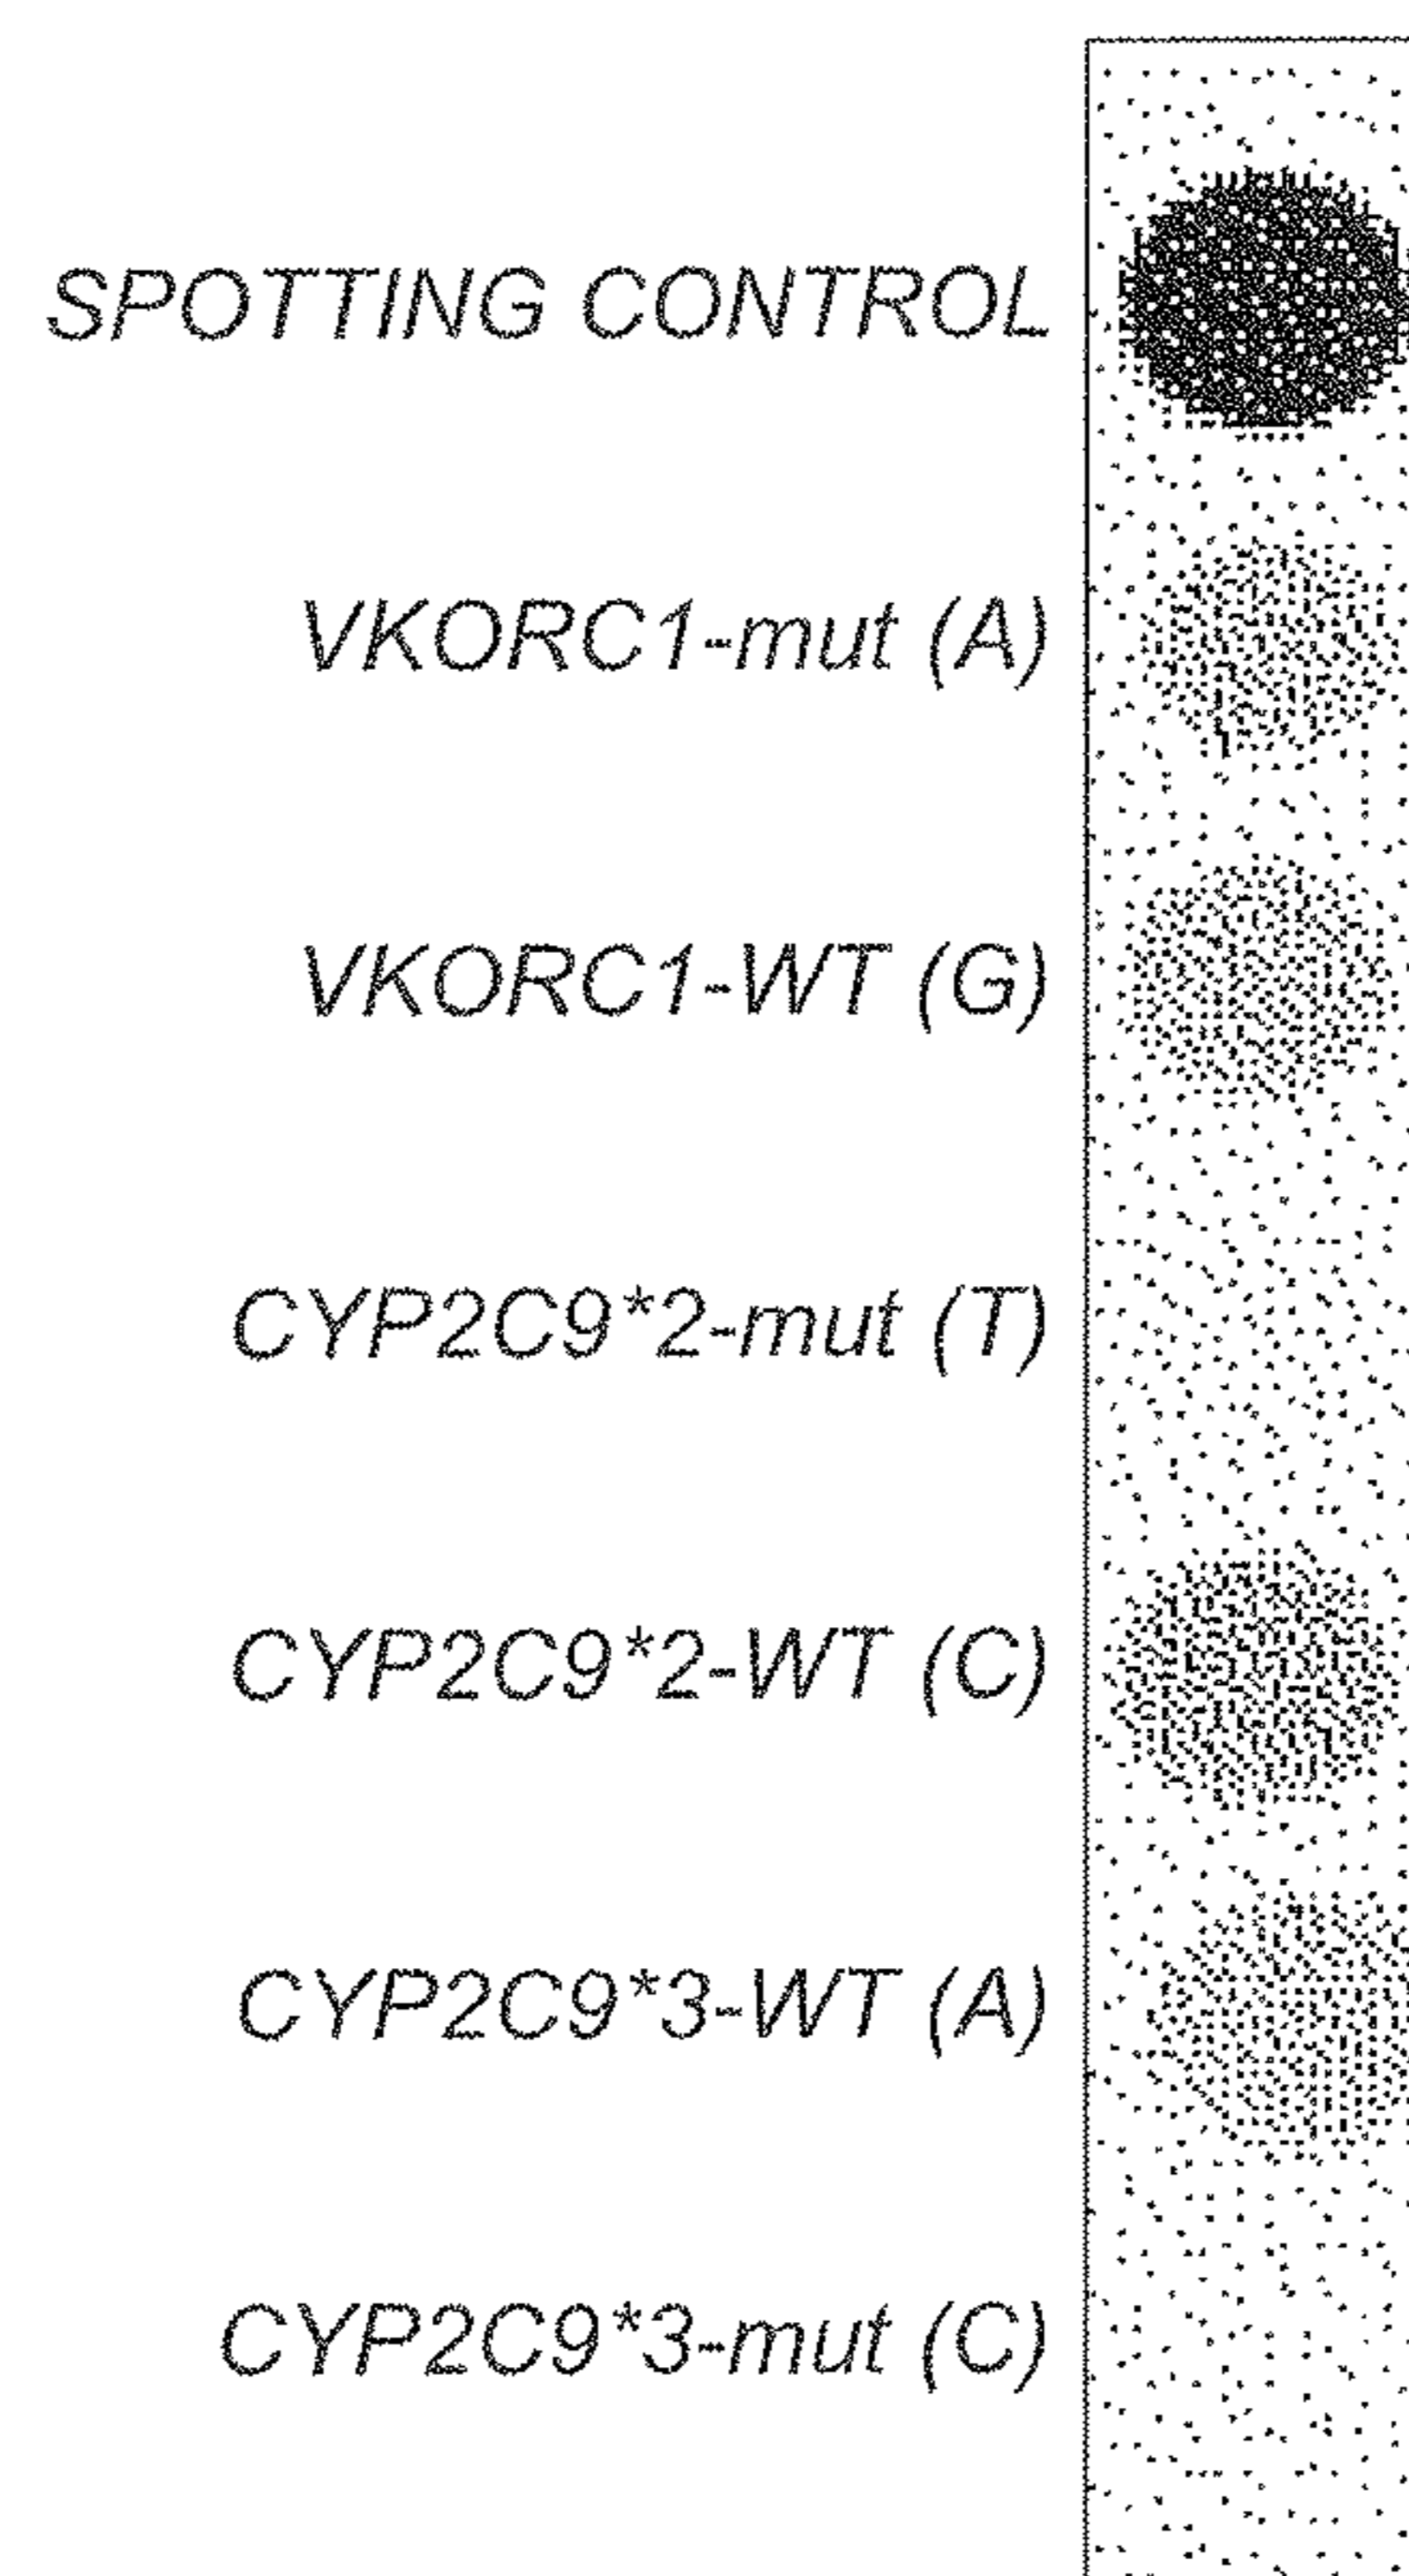 SPOTTING CONTROL
VKORC1-mut (A)
VKORC1-WT (G)
CYP2C9*2-mut (T)
CYP2C9*2-WT (C)
CYP2C9*3-WT (A)
CYP2C9*3-mut (C)